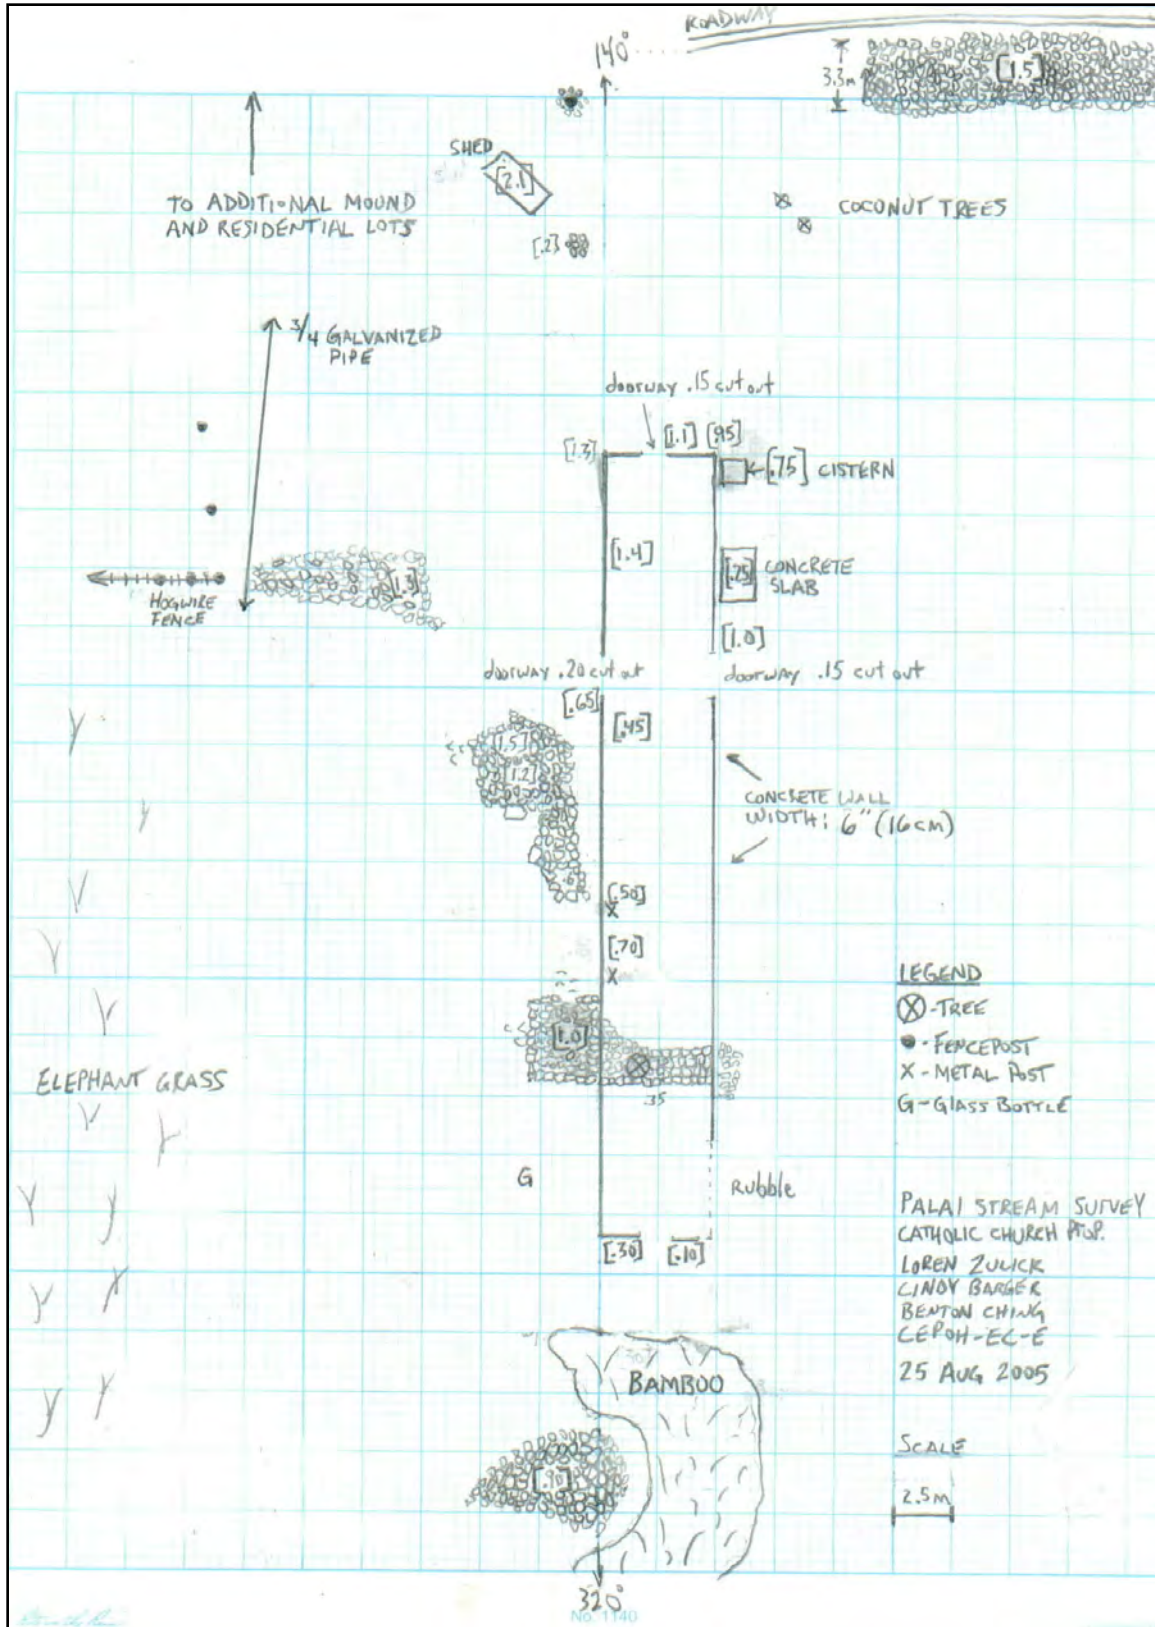 ROADWAY
140°
3.3m
[1.5]
SHED
[2.1]
TO ADDITIONAL MOUND
AND RESIDENTIAL LOTS
COCONUT TREES
[.2]
3/4 GALVANIZED
PIPE
doorway .15 cut out
[1.3]
[1.1] [.95]
[.75] CISTERN
[1.4]
[.75] CONCRETE
SLAB
[1.3]
HOGWIRE
FENCE
[1.0]
doorway .20 cut out
doorway .15 cut out
[.65]
[.45]
[1.5]
[1.2]
CONCRETE WALL
WIDTH: 6" (16cm)
.6
[.50]
X
[.70]
X
LEGEND
-TREE
- FENCEPOST
X - METAL POST
G - GLASS BOTTLE
[1.0]
.35
ELEPHANT GRASS
G
Rubble
[.30]
[.10]
PALAI STREAM SURVEY
CATHOLIC CHURCH PROP.
LOREN ZULICK
CINDY BARGER
BENTON CHING
CEPOH-EC-E
25 AUG 2005
BAMBOO
[.90]
SCALE
2.5m
320°
No. 1140